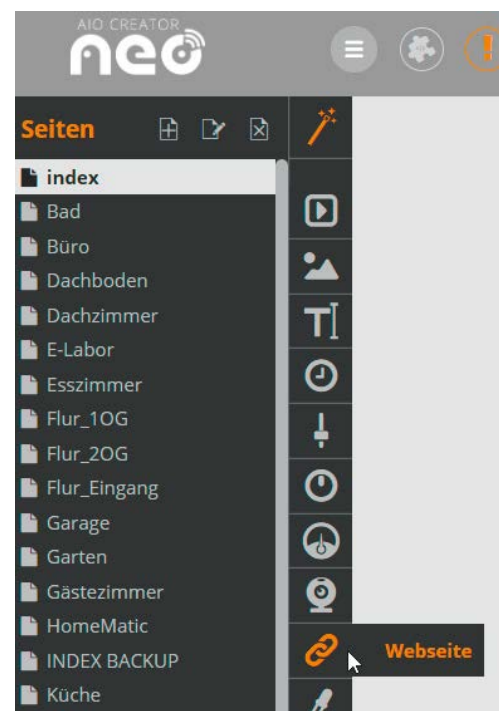 AIO CREATOR
neo
Seiten
index
Bad
Büro
Dachboden
Dachzimmer
E-Labor
Esszimmer
Flur_1OG
Flur_2OG
Flur_Eingang
Garage
Garten
Gästezimmer
HomeMatic
INDEX BACKUP
Webseite
Küche